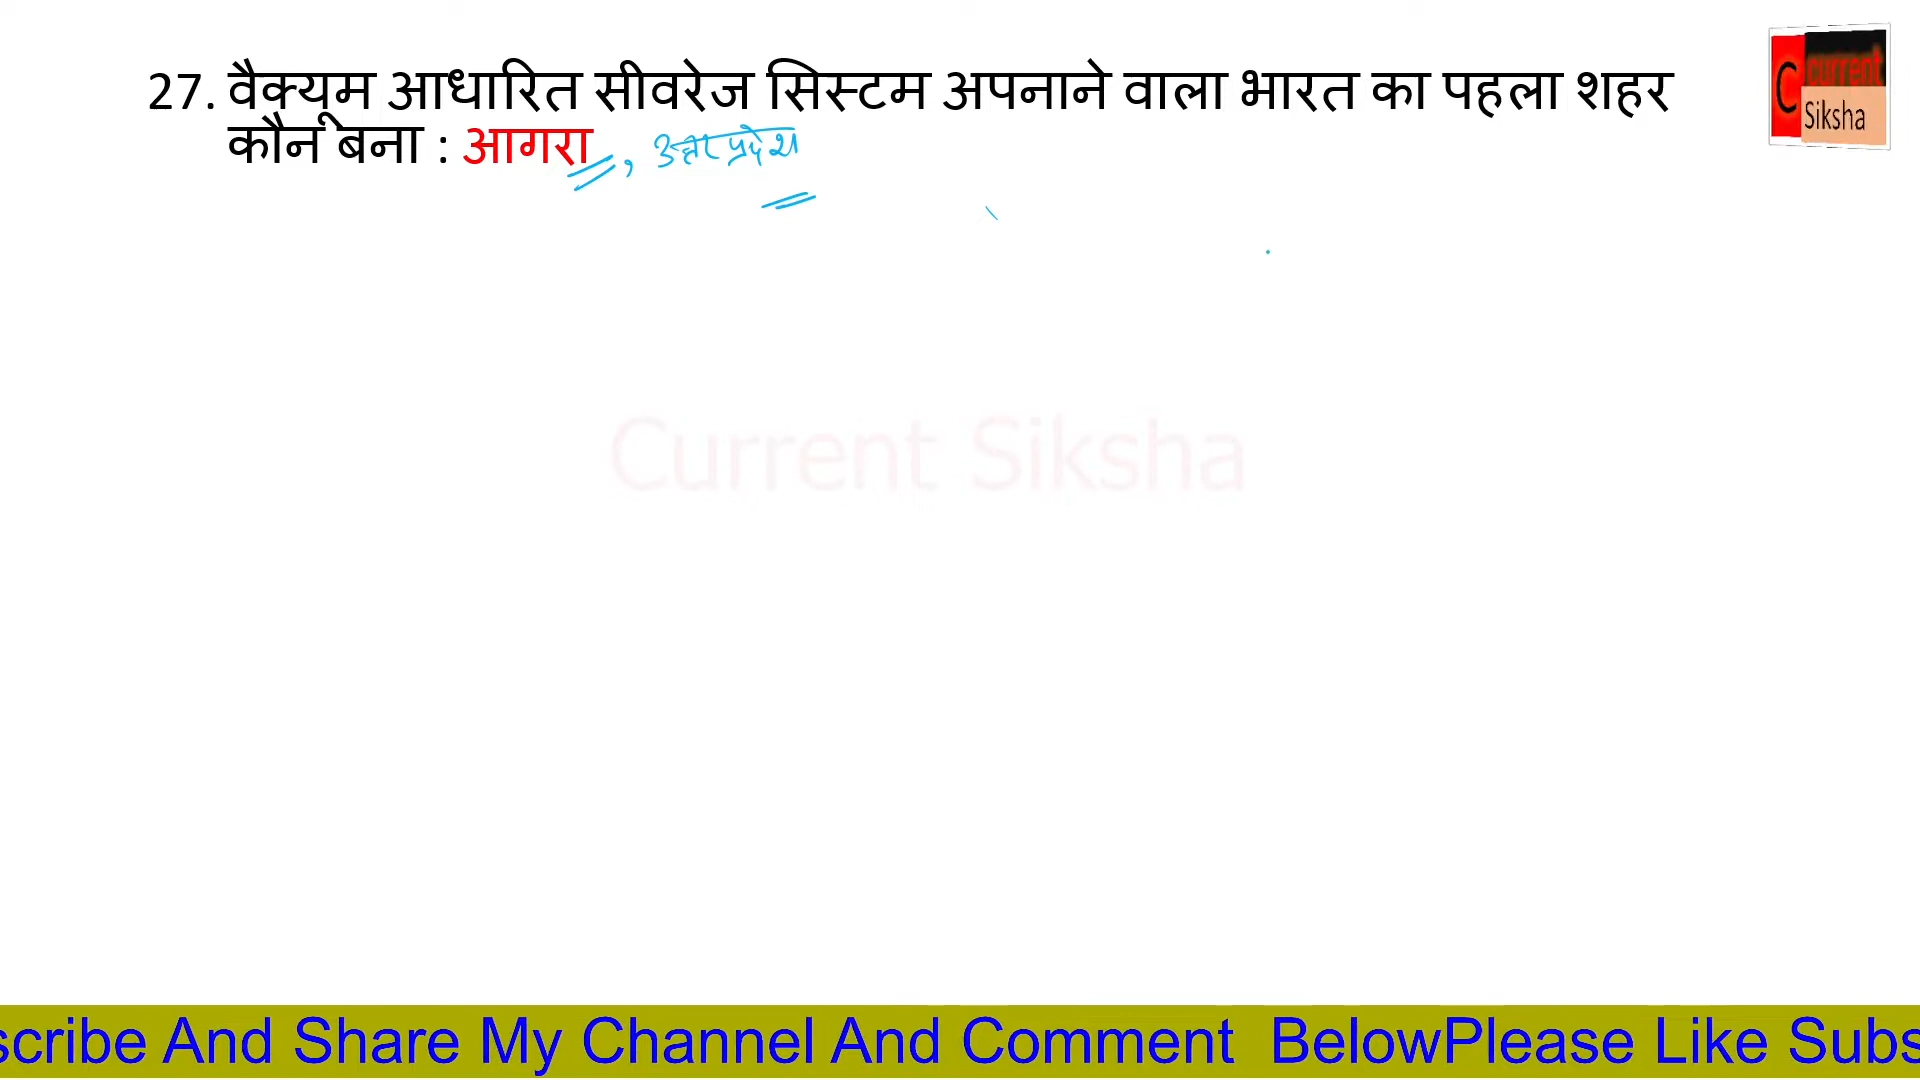 27. वैक्यूम आधारित सीवरेज सिस्टम अपनाने वाला भारत का पहला शहर
कौन बना : आगरा, उत्तर प्रदेश
C current
Siksha
Current Siksha
scribe And Share My Channel And Comment BelowPlease Like Subs